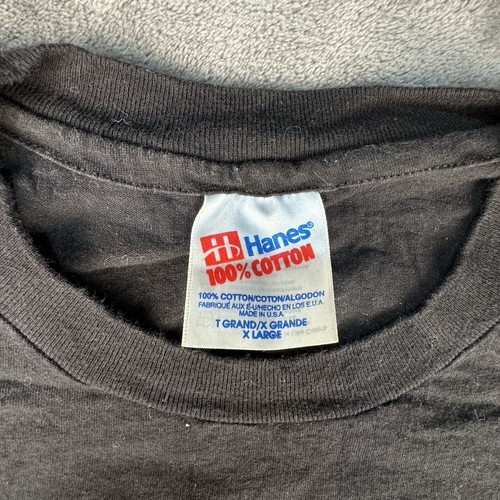 Hanes®
100% COTTON
100% COTTON/COTON/ALGODON
FABRIQUÉ AUX É-U/HECHO EN LOS E.U.A.
MADE IN U.S.A.
T GRAND/X GRANDE
X LARGE